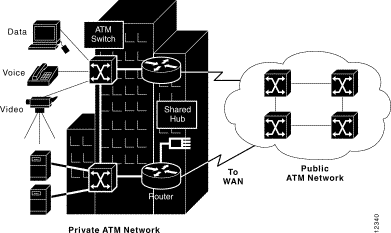 Data
ATM
Switch
Voice
Video
Shared
Hub
Router
To
WAN
Public
ATM Network
Private ATM Network
12340